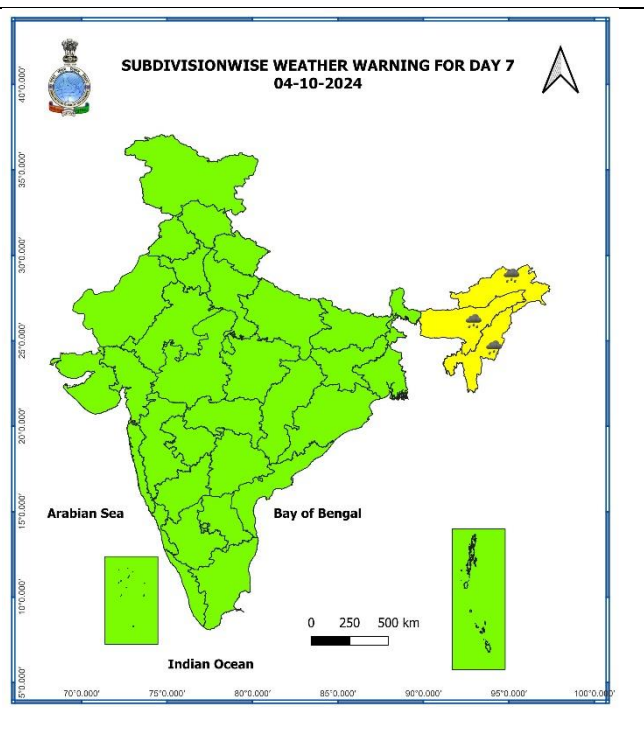 SUBDIVISIONWISE WEATHER WARNING FOR DAY 7
04-10-2024
40°0.000'
35°0.000'
30°0.000'
25°0.000'
20°0.000'
15°0.000'
10°0.000'
5°0.000'
Arabian Sea
Bay of Bengal
0 250 500 km
Indian Ocean
70°0.000' 75°0.000' 80°0.000' 85°0.000' 90°0.000' 95°0.000' 100°0.000'